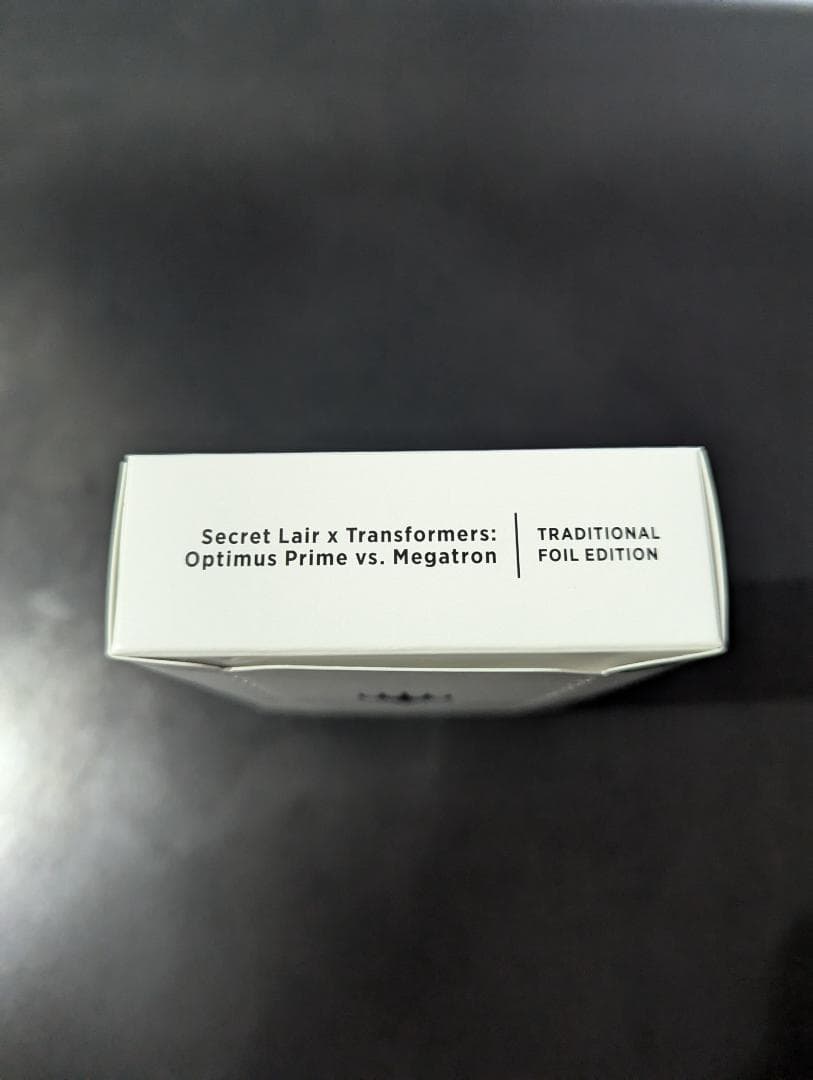 Secret Lair x Transformers:
Optimus Prime vs. Megatron
TRADITIONAL
FOIL EDITION